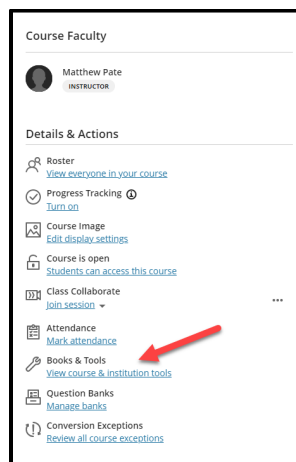 Course Faculty
Matthew Pate
INSTRUCTOR
Details & Actions
Roster
View everyone in your course
Progress Tracking
Turn on
Course Image
Edit display settings
Course is open
Students can access this course
Class Collaborate
Join session
Attendance
Mark attendance
Books & Tools
View course & institution tools
Question Banks
Manage banks
Conversion Exceptions
Review all course exceptions